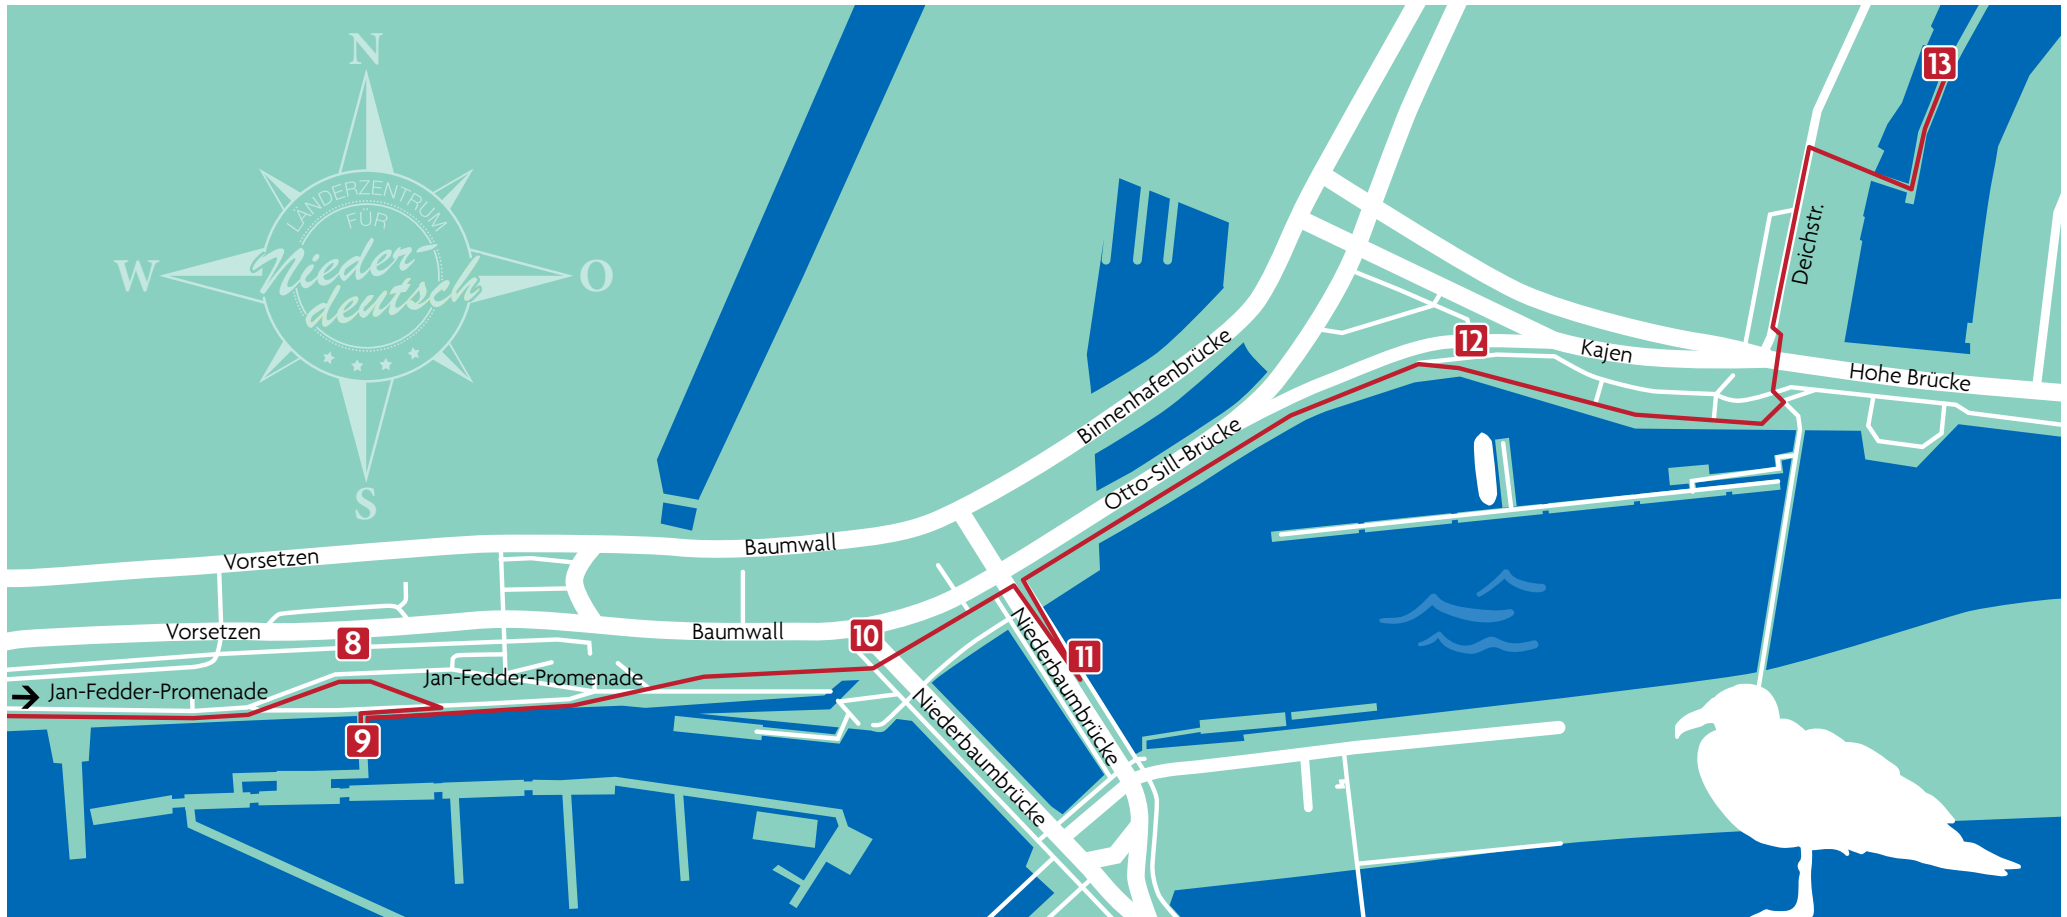 N
W
O
S
LÄNDERZENTRUM
FÜR
Nieder-
deutsch
13
Deichstr.
12
Kajen
Hohe Brücke
Binnenhafenbrücke
Otto-Sill-Brücke
Vorsetzen
Baumwall
Vorsetzen
8
Baumwall
10
Niederbaumbrücke
11
Jan-Fedder-Promenade
→ Jan-Fedder-Promenade
9
Niederbaumbrücke